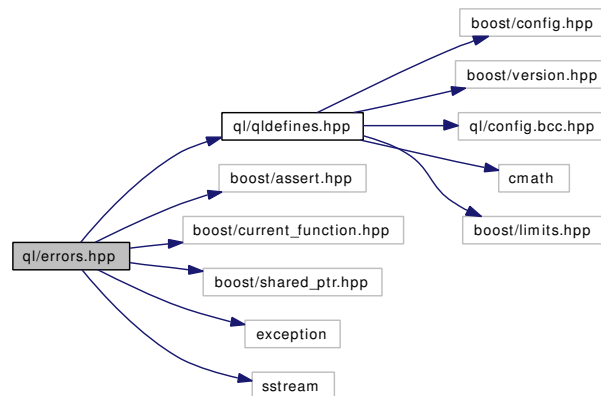 boost/config.hpp
boost/version.hpp
ql/qldefines.hpp
ql/config.bcc.hpp
boost/assert.hpp
cmath
boost/current_function.hpp
boost/limits.hpp
ql/errors.hpp
boost/shared_ptr.hpp
exception
sstream